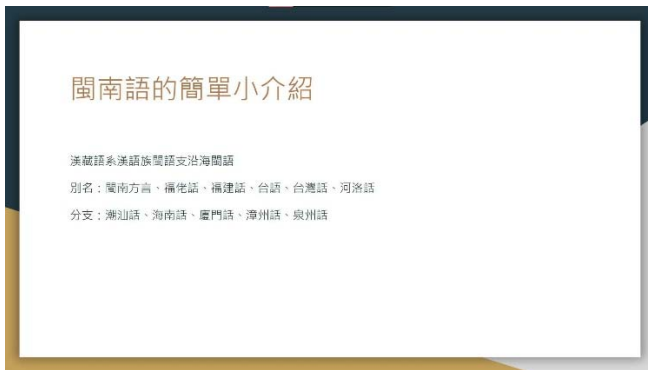 閩南語的簡單小介紹
漢藏語系漢語族閩語支沿海閩語
別名：閩南方言、福佬話、福建話、台語、台灣話、河洛話
分支：潮汕話、海南話、廈門話、漳州話、泉州話